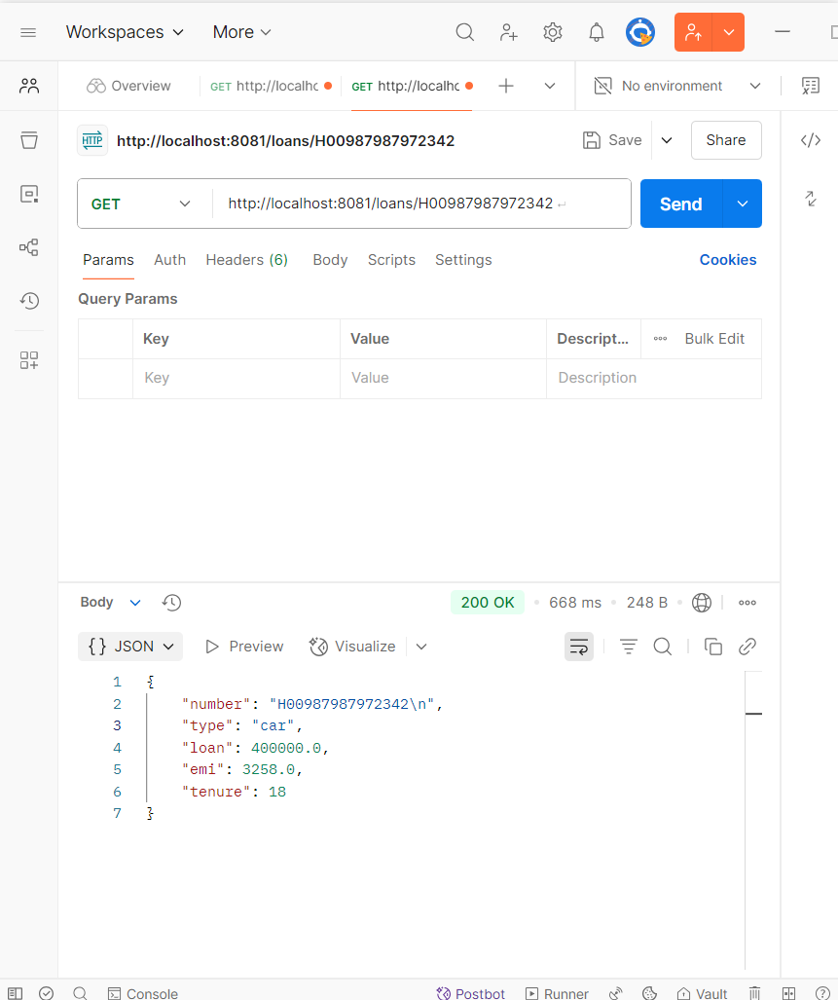 Workspaces More
Overview GET http://localhc GET http://localhc No environment
HTTP http://localhost:8081/loans/H00987987972342 Save Share
GET http://localhost:8081/loans/H00987987972342 Send
Params Auth Headers (6) Body Scripts Settings Cookies
Query Params
Key Value Descript... Bulk Edit
Key Value Description
Body 200 OK 668 ms 248 B
{} JSON Preview Visualize
1 {
2 "number": "H00987987972342\n",
3 "type": "car",
4 "loan": 400000.0,
5 "emi": 3258.0,
6 "tenure": 18
7 }
Console Postbot Runner Vault